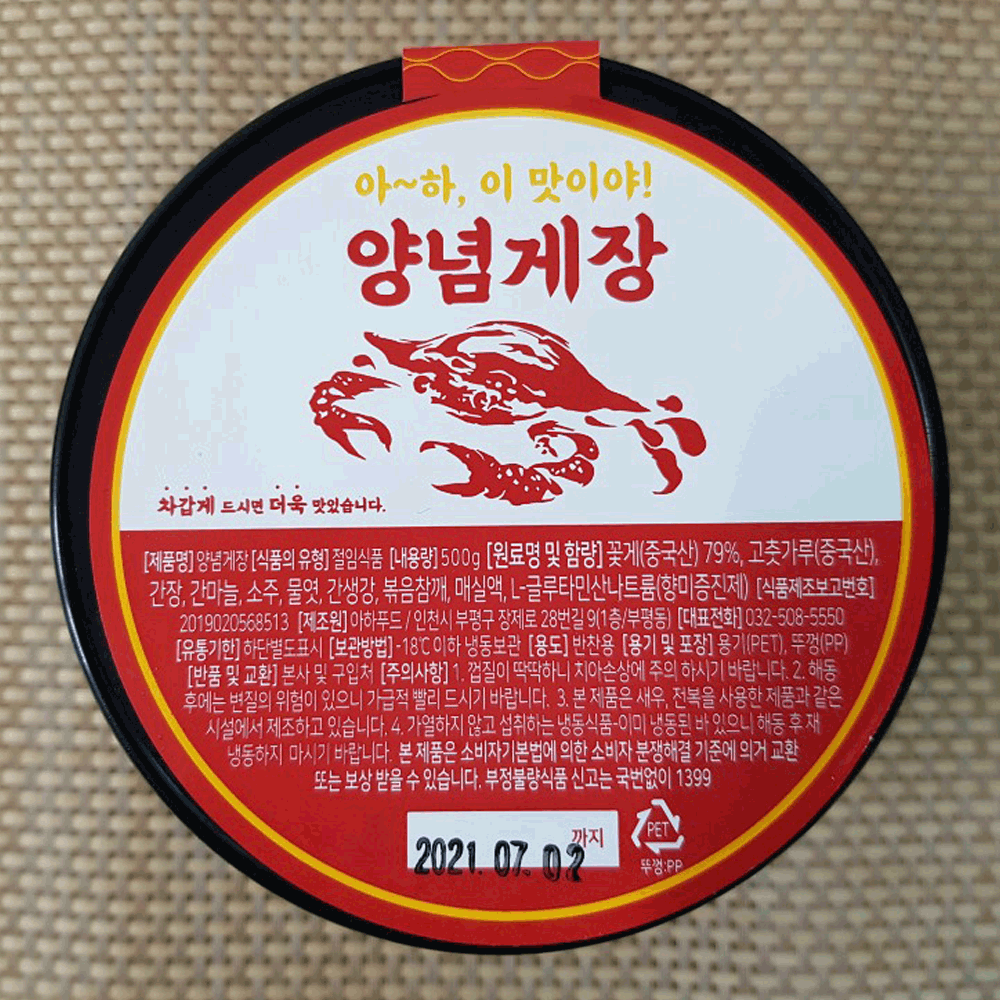 아~하, 이 맛이야!
양념게장
차갑게 드시면 더욱 맛있습니다.
[제품명] 양념게장 [식품의 유형] 절임식품 [내용량] 500g [원료명 및 함량] 꽃게(중국산) 79%, 고춧가루(중국산),
간장, 간마늘, 소주, 물엿, 간생강, 볶음참깨, 매실액, L-글루타민산나트륨(향미증진제) [식품제조보고번호]
2019020568513 [제조원] 아하푸드 / 인천시 부평구 장제로 28번길 9(1층/부평동) [대표전화] 032-508-5550
[유통기한] 하단별도표시 [보관방법] -18℃ 이하 냉동보관 [용도] 반찬용 [용기 및 포장] 용기(PET), 뚜껑(PP)
[반품 및 교환] 본사 및 구입처 [주의사항] 1. 껍질이 딱딱하니 치아손상에 주의 하시기 바랍니다. 2. 해동
후에는 변질의 위험이 있으니 가급적 빨리 드시기 바랍니다. 3. 본 제품은 새우, 전복을 사용한 제품과 같은
시설에서 제조하고 있습니다. 4. 가열하지 않고 섭취하는 냉동식품-이미 냉동된 바 있으니 해동 후 재
냉동하지 마시기 바랍니다. 본 제품은 소비자기본법에 의한 소비자 분쟁해결 기준에 의거 교환
또는 보상 받을 수 있습니다. 부정불량식품 신고는 국번없이 1399
까지
2021.07.02
PET
뚜껑:PP